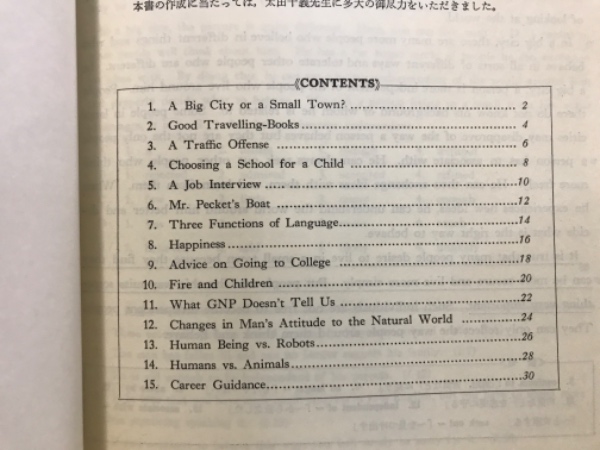 本書の作成に当たっては，太田千義先生に多大の御尽力をいただきました。
《CONTENTS》
1. A Big City or a Small Town? 2
2. Good Travelling-Books 4
3. A Traffic Offense 6
4. Choosing a School for a Child 8
5. A Job Interview 10
6. Mr. Pecket's Boat 12
7. Three Functions of Language 14
8. Happiness 16
9. Advice on Going to College 18
10. Fire and Children 20
11. What GNP Doesn't Tell Us 22
12. Changes in Man's Attitude to the Natural World 24
13. Human Being vs. Robots 26
14. Humans vs. Animals 28
15. Career Guidance 30